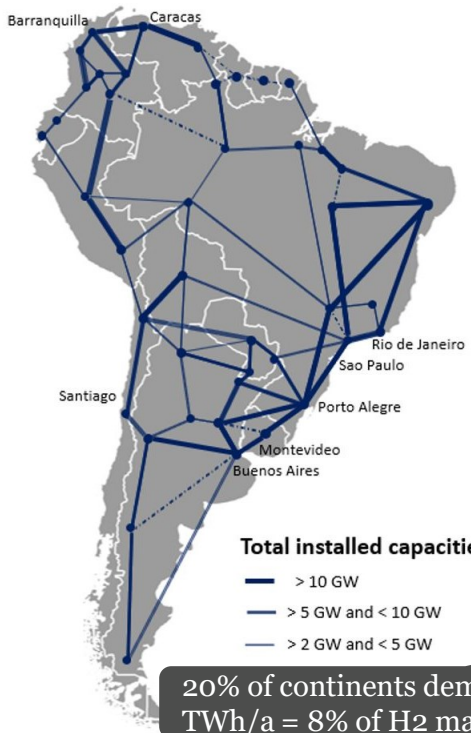 Barranquilla
Caracas
Rio de Janeiro
Sao Paulo
Santiago
Porto Alegre
Montevideo
Buenos Aires
Total installed capacitie
> 10 GW
> 5 GW and < 10 GW
> 2 GW and < 5 GW
20% of continents dem
TWh/a = 8% of H2 ma